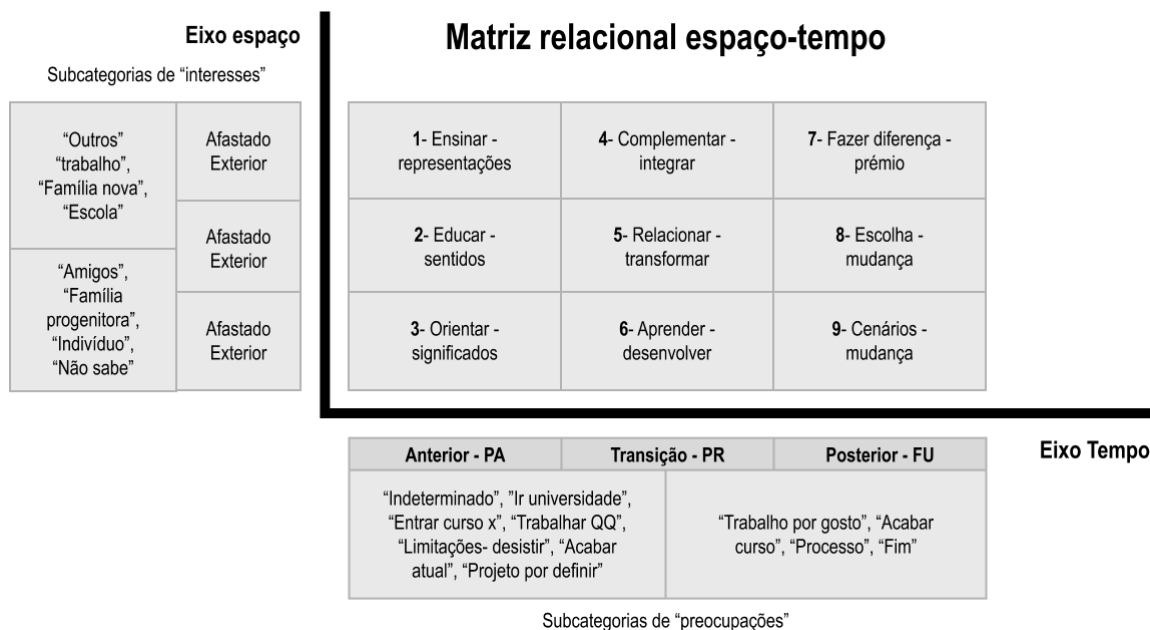 Eixo espaço
Matriz relacional espaço-tempo
Subcategorias de “interesses”
“Outros”
“trabalho”,
“Família nova”,
“Escola”
“Amigos”,
“Família
progenitora”,
“Indivíduo”,
“Não sabe”
Afastado
Exterior
Afastado
Exterior
Afastado
Exterior
1- Ensinar -
representações
4- Complementar -
integrar
7- Fazer diferença -
prémio
2- Educar -
sentidos
5- Relacionar -
transformar
8- Escolha -
mudança
3- Orientar -
significados
6- Aprender -
desenvolver
9- Cenários -
mudança
Eixo Tempo
Anterior - PA
Transição - PR
Posterior - FU
“Indeterminado”, ”Ir universidade”,
“Entrar curso x”, “Trabalhar QQ”,
“Limitações- desistir”, “Acabar
atual”, “Projeto por definir”
“Trabalho por gosto”, “Acabar
curso”, “Processo”, “Fim”
Subcategorias de “preocupações”